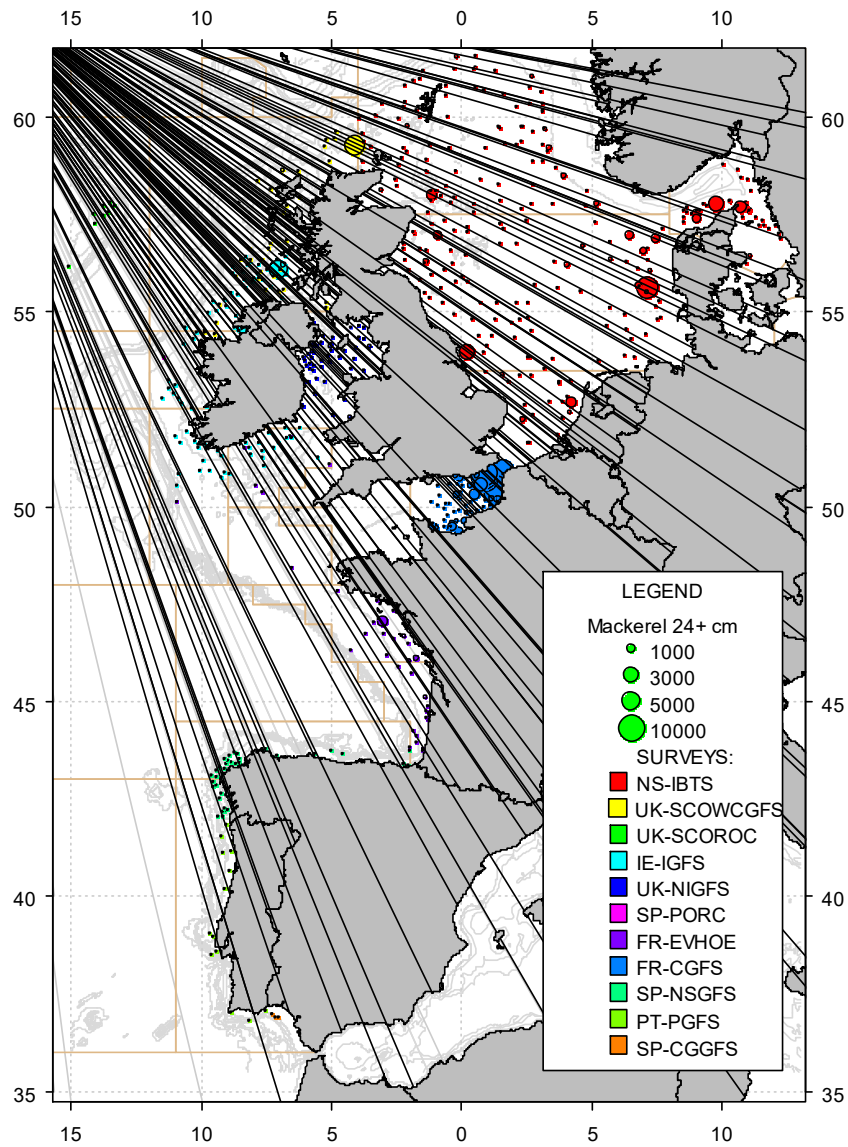 15 10 5 0 5 10
60
60
55
55
50
50
45
45
40
40
35
35
LEGEND
Mackerel 24+ cm
1000
3000
5000
10000
SURVEYS:
NS-IBTS
UK-SCOWCGFS
UK-SCOROC
IE-IGFS
UK-NIGFS
SP-PORC
FR-EVHOE
FR-CGFS
SP-NSGFS
PT-PGFS
SP-CGGFS
15 10 5 0 5 10